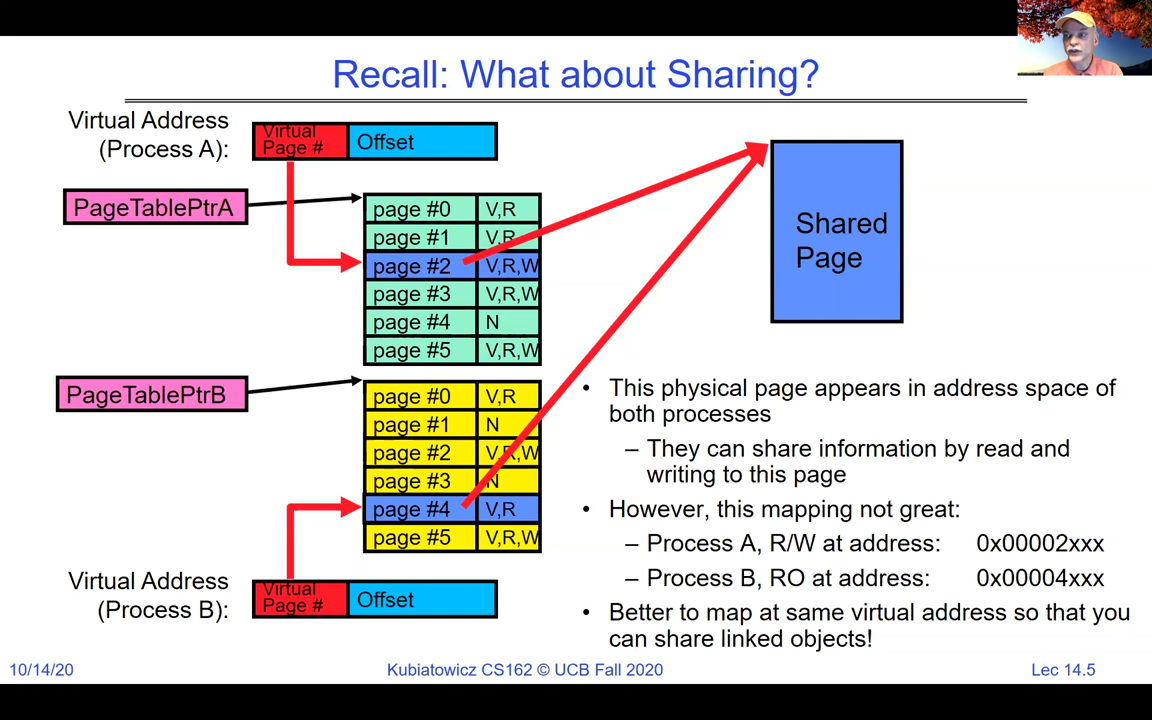 Recall: What about Sharing?
Virtual Address
(Process A):
Virtual
Page #
Offset
PageTablePtrA
page #0 V,R
page #1 V,R
page #2 V,R,W
page #3 V,R,W
page #4 N
page #5 V,R,W
Shared
Page
PageTablePtrB
page #0 V,R
page #1 N
page #2 V,R,W
page #3 N
page #4 V,R
page #5 V,R,W
Virtual Address
(Process B):
Virtual
Page #
Offset
• This physical page appears in address space of
both processes
– They can share information by read and
writing to this page
• However, this mapping not great:
– Process A, R/W at address: 0x00002xxx
– Process B, RO at address: 0x00004xxx
• Better to map at same virtual address so that you
can share linked objects!
10/14/20
Kubiatowicz CS162 © UCB Fall 2020
Lec 14.5